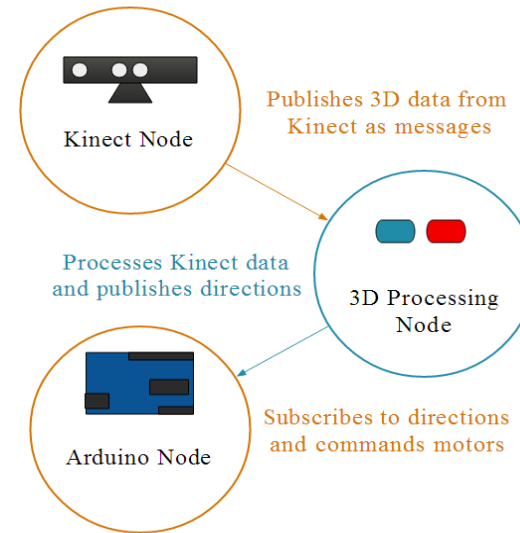 Kinect Node
Publishes 3D data from
Kinect as messages
Processes Kinect data
and publishes directions
3D Processing
Node
Arduino Node
Subscribes to directions
and commands motors